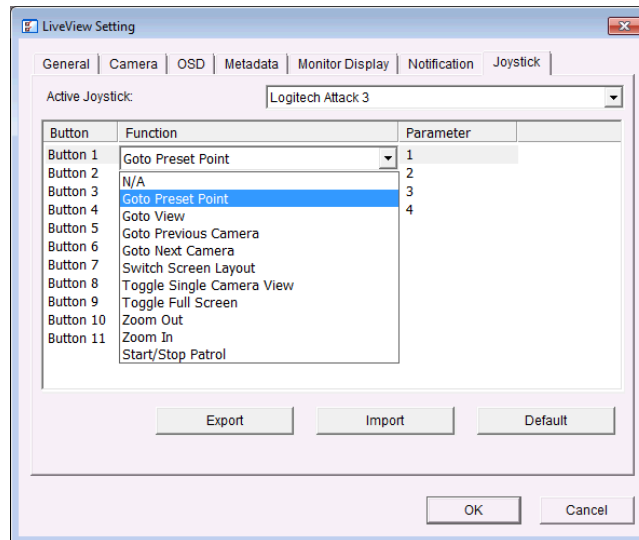 LiveView Setting
General Camera OSD Metadata Monitor Display Notification Joystick
Active Joystick: Logitech Attack 3
Button Function Parameter
Button 1 Goto Preset Point 1
Button 2 N/A 2
Button 3 Goto Preset Point 3
Button 4 Goto View 4
Button 5 Goto Previous Camera
Button 6 Goto Next Camera
Button 7 Switch Screen Layout
Button 8 Toggle Single Camera View
Button 9 Toggle Full Screen
Button 10 Zoom Out
Button 11 Zoom In
Start/Stop Patrol
Export Import Default
OK Cancel